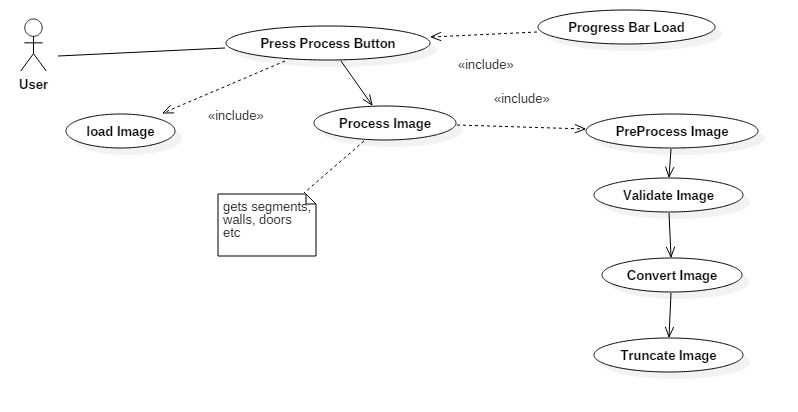 Progress Bar Load
Press Process Button
User
«include»
«include»
«include»
load Image
Process Image
PreProcess Image
gets segments,
walls, doors
etc
Validate Image
Convert Image
Truncate Image